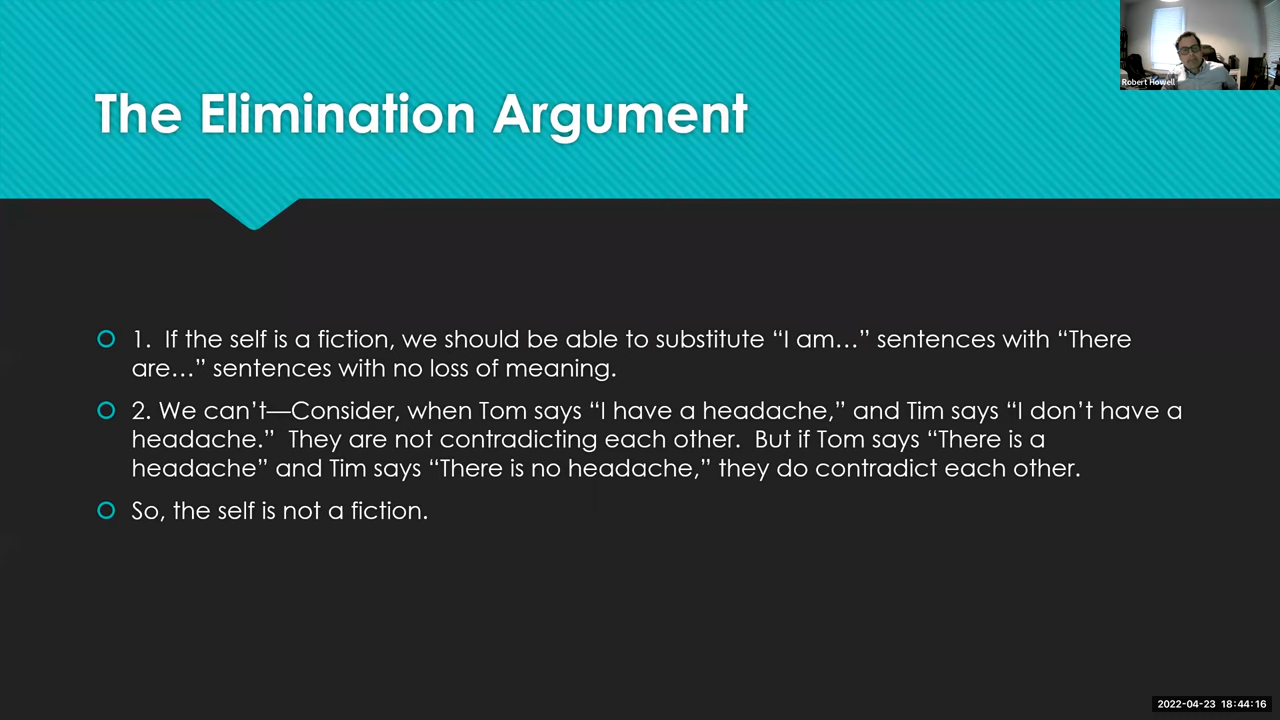 Robert Howell
The Elimination Argument
1.  If the self is a fiction, we should be able to substitute “I am…” sentences with “There
are…” sentences with no loss of meaning.
2. We can’t—Consider, when Tom says “I have a headache,” and Tim says “I don’t have a
headache.”  They are not contradicting each other.  But if Tom says “There is a
headache” and Tim says “There is no headache,” they do contradict each other.
So, the self is not a fiction.
2022-04-23 18:44:16